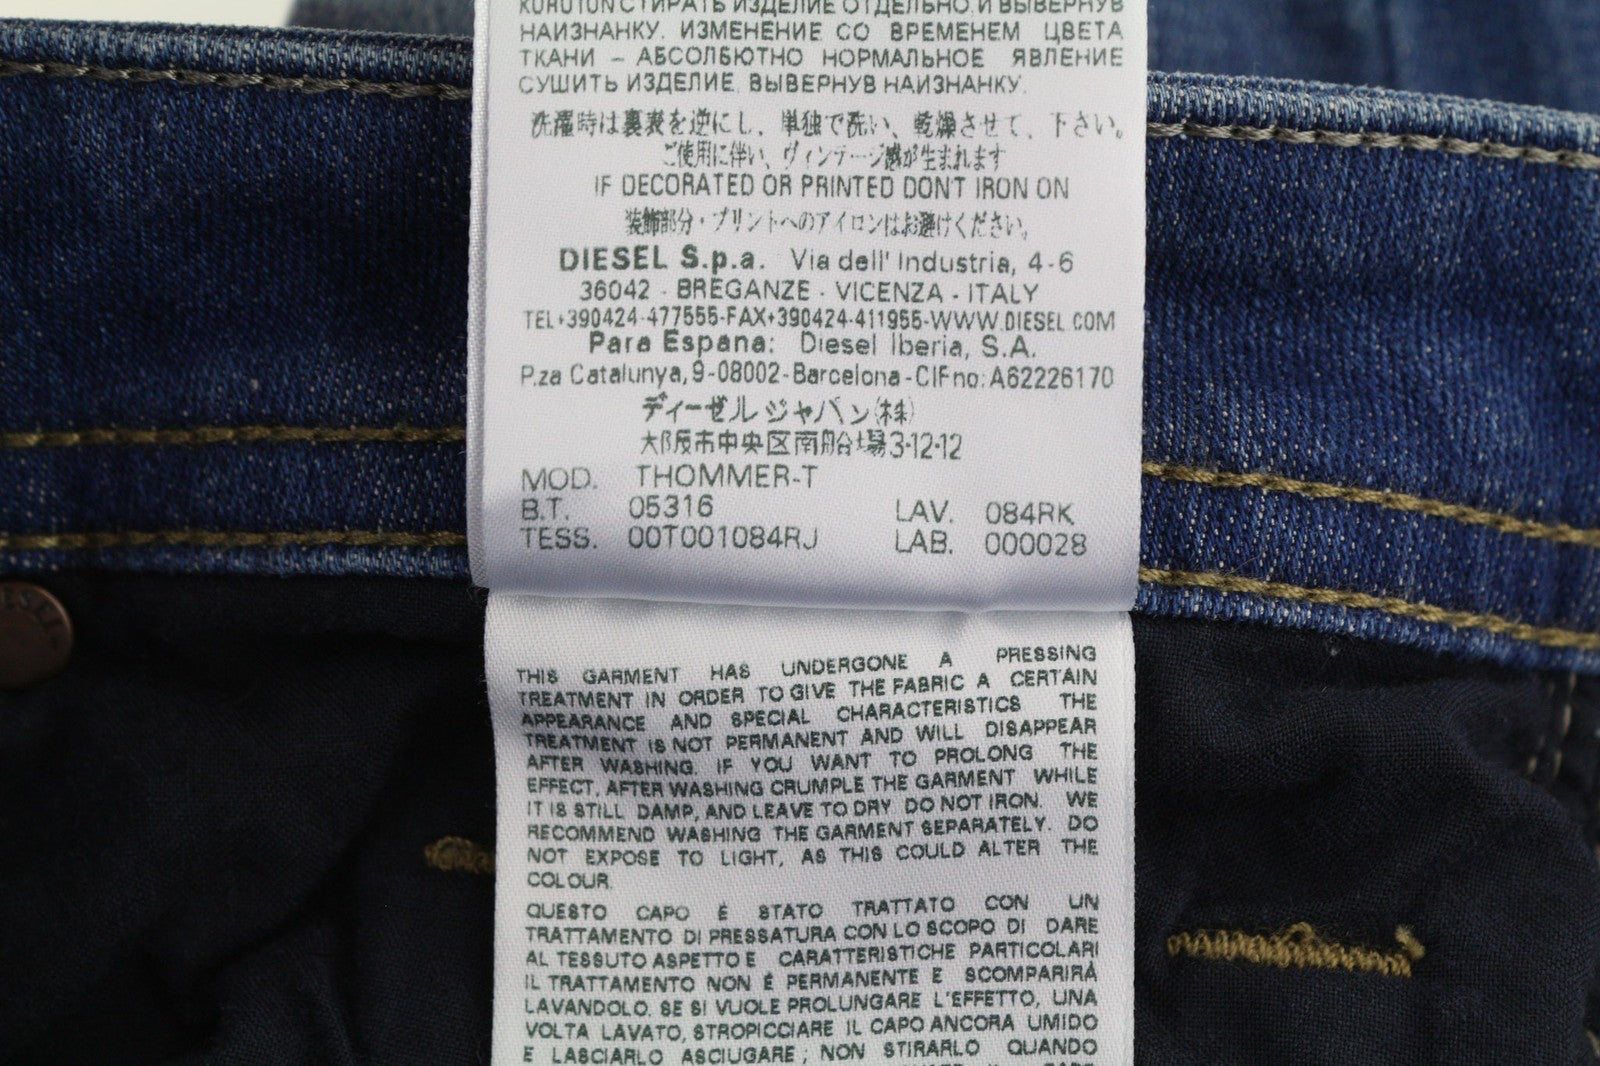 KURUTUN СТИРАТЬ ИЗДЕЛИЕ ОТДЕЛЬНО И ВЫВЕРНУВ
НАИЗНАНКУ. ИЗМЕНЕНИЕ СО ВРЕМЕНЕМ ЦВЕТА
ТКАНИ – АБСОЛБЮТНО НОРМАЛЬНОЕ ЯВЛЕНИЕ
СУШИТЬ ИЗДЕЛИЕ, ВЫВЕРНУВ НАИЗНАНКУ.
洗濯時は裏表を逆にし、単独で洗い、乾燥させて、下さい。
ご使用に伴い、ヴィンテージ感が生まれます
IF DECORATED OR PRINTED DON'T IRON ON
装飾部分・プリントへのアイロンはお避けください。
DIESEL S.p.a. Via dell' Industria, 4-6
36042 - BREGANZE - VICENZA - ITALY
TEL+390424-477555-FAX+390424-411955-WWW.DIESEL.COM
Para Espana: Diesel Iberia, S.A.
P.za Catalunya, 9-08002-Barcelona-CIF no: A62226170
ディーゼル ジャパン(株)
大阪市中央区南船場3-12-12
MOD. THOMMER-T
B.T. 05316 LAV. 084RK
TESS. 00T001084RJ LAB. 000028
THIS GARMENT HAS UNDERGONE A PRESSING
TREATMENT IN ORDER TO GIVE THE FABRIC A CERTAIN
APPEARANCE AND SPECIAL CHARACTERISTICS THE
TREATMENT IS NOT PERMANENT AND WILL DISAPPEAR
AFTER WASHING. IF YOU WANT TO PROLONG THE
EFFECT, AFTER WASHING CRUMPLE THE GARMENT WHILE
IT IS STILL DAMP, AND LEAVE TO DRY DO NOT IRON. WE
RECOMMEND WASHING THE GARMENT SEPARATELY. DO
NOT EXPOSE TO LIGHT, AS THIS COULD ALTER THE
COLOUR.
QUESTO CAPO È STATO TRATTATO CON UN
TRATTAMENTO DI PRESSATURA CON LO SCOPO DI DARE
AL TESSUTO ASPETTO E CARATTERISTICHE PARTICOLARI
IL TRATTAMENTO NON È PERMANENTE E SCOMPARIRÀ
LAVANDOLO. SE SI VUOLE PROLUNGARE L'EFFETTO, UNA
VOLTA LAVATO, STROPICCIARE IL CAPO ANCORA UMIDO
E LASCIARLO ASCIUGARE; NON STIRARLO QUANDO